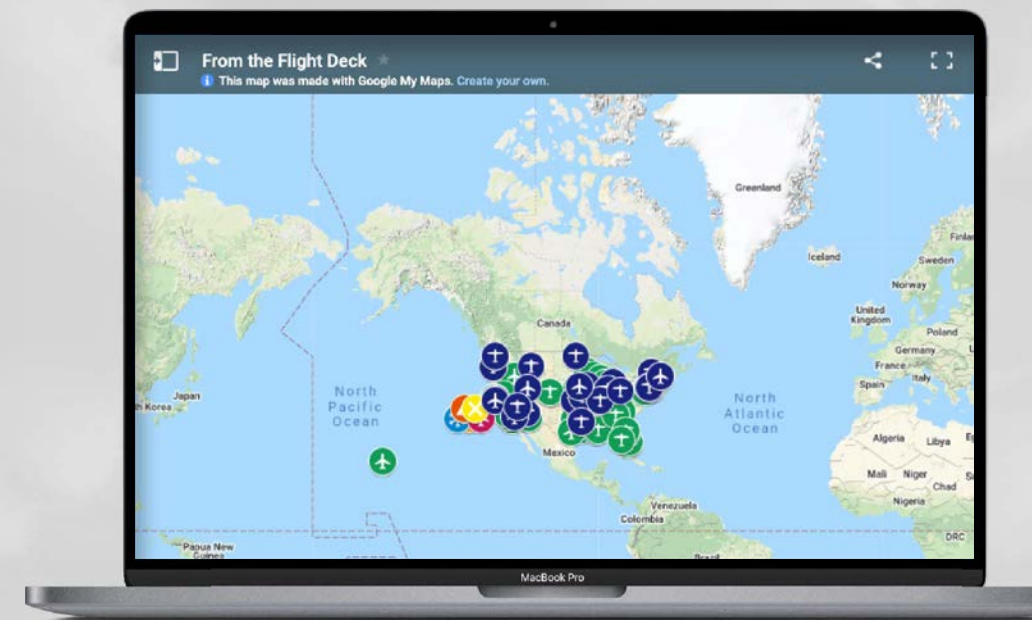 From the Flight Deck
This map was made with Google My Maps. Create your own.
Greenland
Iceland
Sweden
Norway
United
Kingdom
Poland
Germany
France
Italy
Spain
Canada
North
Pacific
Ocean
North
Atlantic
Ocean
Japan
Korea
Mexico
Algeria
Libya
Mali
Niger
Chad
Nigeria
Venezuela
Colombia
DRC
Papua New
Guinea
Brazil
MacBook Pro